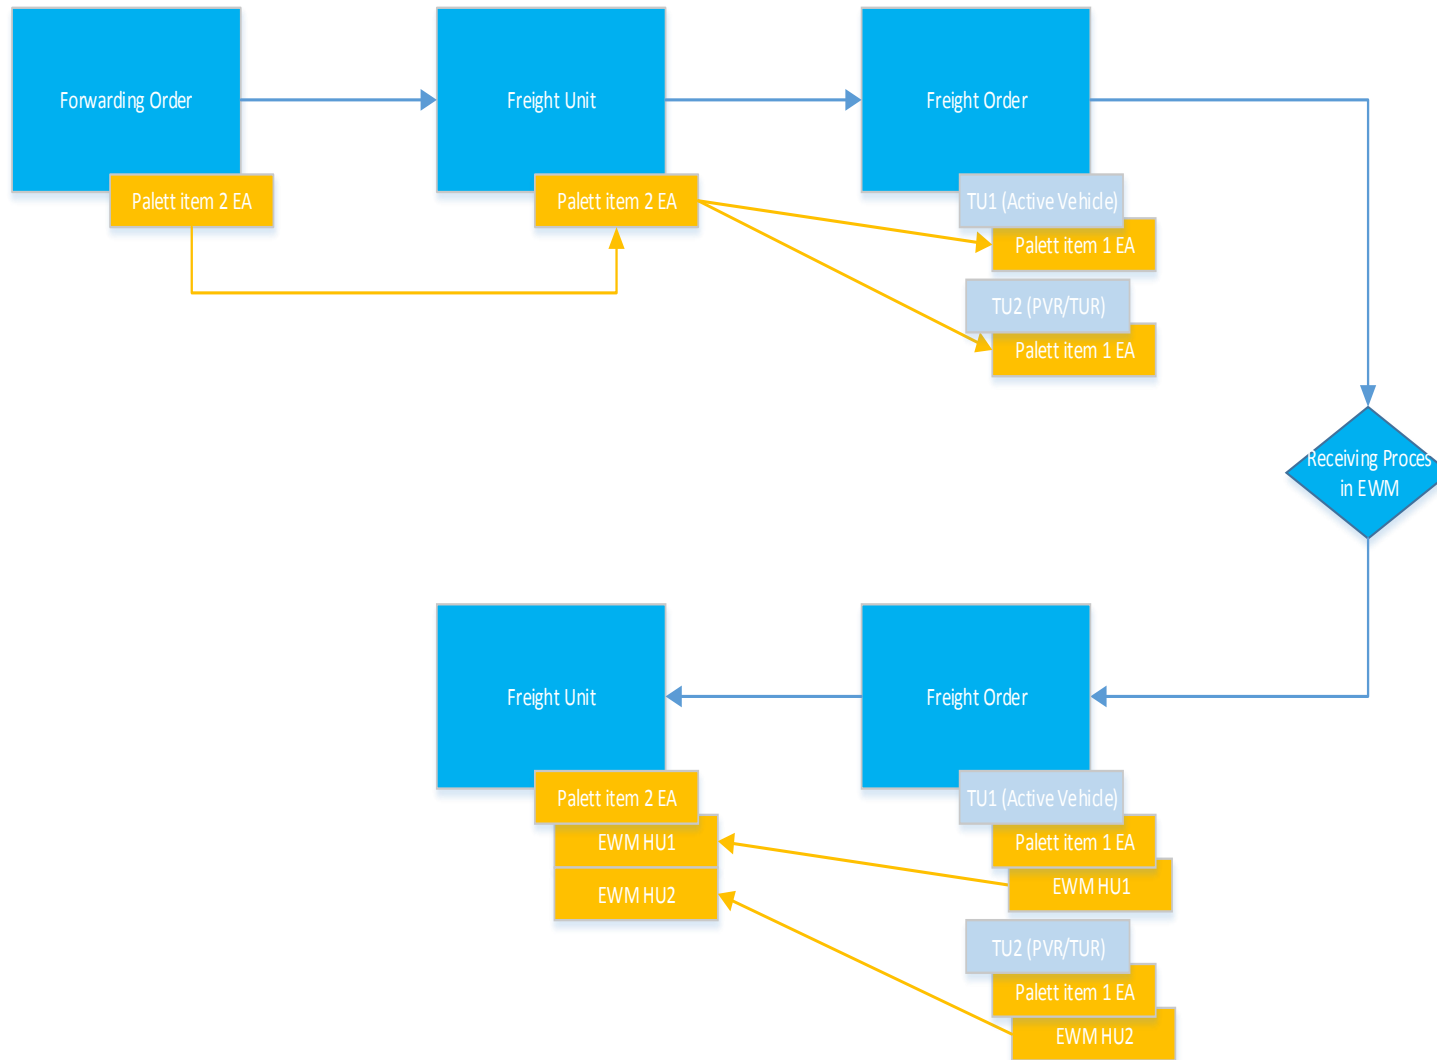 Forwarding Order
Freight Unit
Freight Order
Palett item 2 EA
Palett item 2 EA
TU1 (Active Vehicle)
Palett item 1 EA
TU2 (PVR/TUR)
Palett item 1 EA
Receiving Proces
in EWM
Freight Unit
Freight Order
Palett item 2 EA
TU1 (Active Vehicle)
EWM HU1
Palett item 1 EA
EWM HU2
EWM HU1
TU2 (PVR/TUR)
Palett item 1 EA
EWM HU2